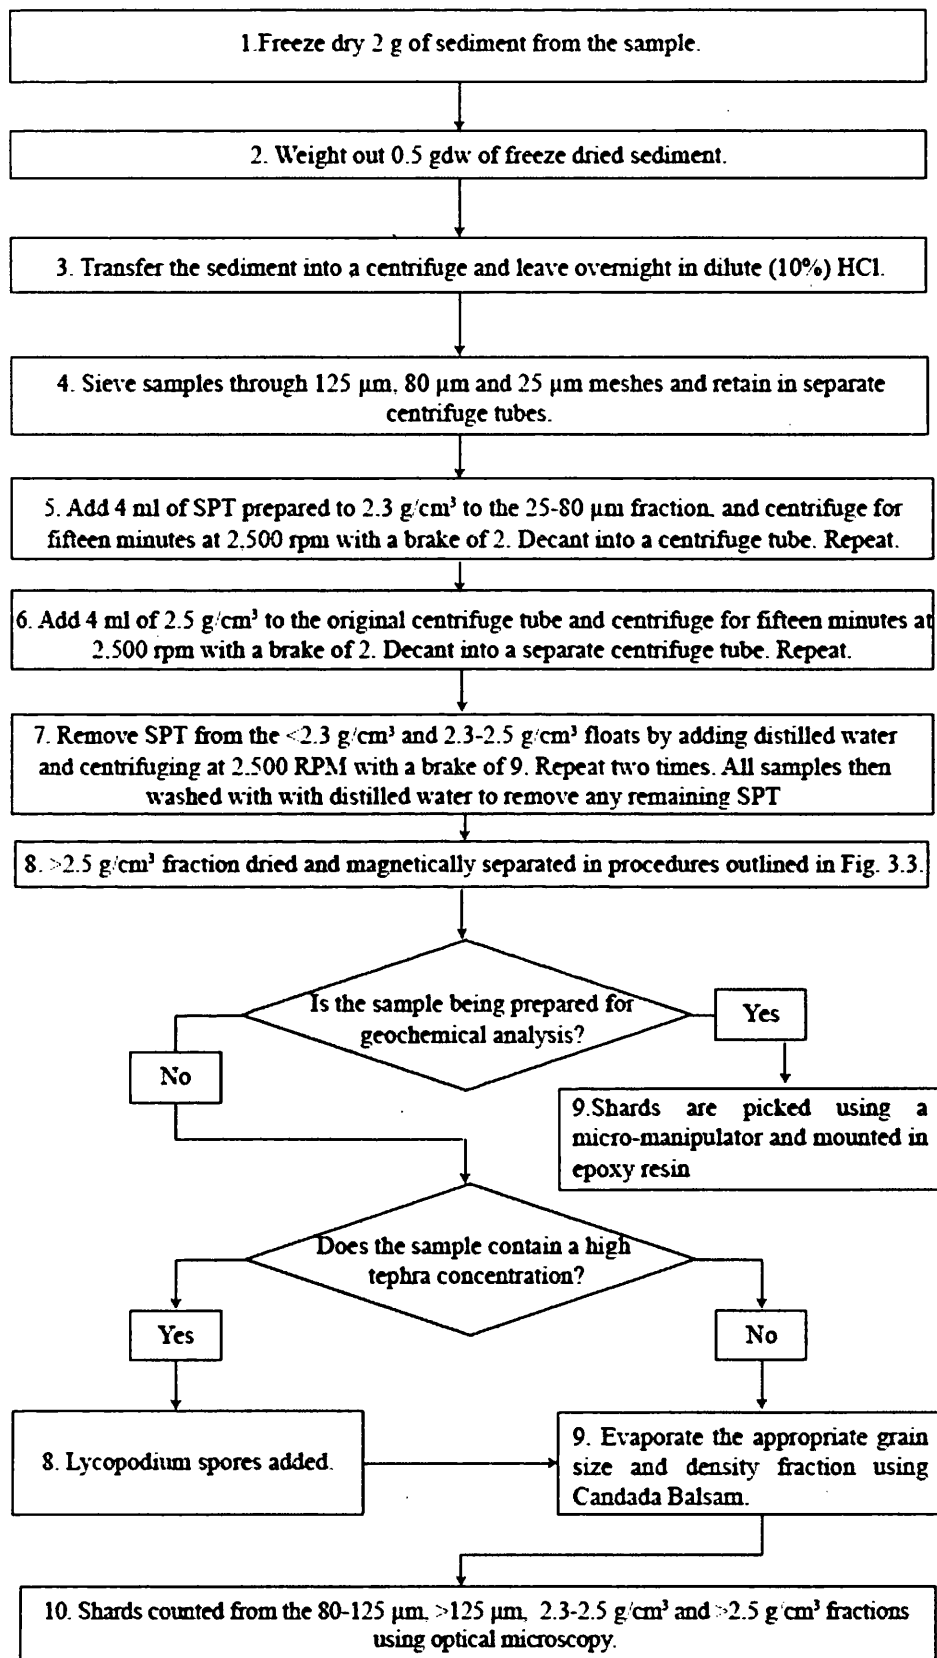 1.Freeze dry 2 g of sediment from the sample.
2. Weight out 0.5 gdw of freeze dried sediment.
3. Transfer the sediment into a centrifuge and leave overnight in dilute (10%) HCl.
4. Sieve samples through 125 µm, 80 µm and 25 µm meshes and retain in separate
centrifuge tubes.
5. Add 4 ml of SPT prepared to 2.3 g/cm³ to the 25-80 µm fraction, and centrifuge for
fifteen minutes at 2,500 rpm with a brake of 2. Decant into a centrifuge tube. Repeat.
6. Add 4 ml of 2.5 g/cm³ to the original centrifuge tube and centrifuge for fifteen minutes at
2,500 rpm with a brake of 2. Decant into a separate centrifuge tube. Repeat.
7. Remove SPT from the <2.3 g/cm³ and 2.3-2.5 g/cm³ floats by adding distilled water
and centrifuging at 2,500 RPM with a brake of 9. Repeat two times. All samples then
washed with with distilled water to remove any remaining SPT
8. >2.5 g/cm³ fraction dried and magnetically separated in procedures outlined in Fig. 3.3.
Is the sample being prepared for
geochemical analysis?
Yes
No
9.Shards are picked using a
micro-manipulator and mounted in
epoxy resin
Does the sample contain a high
tephra concentration?
Yes
No
8. Lycopodium spores added.
9. Evaporate the appropriate grain
size and density fraction using
Candada Balsam.
10. Shards counted from the 80-125 µm, >125 µm, 2.3-2.5 g/cm³ and >2.5 g/cm³ fractions
using optical microscopy.